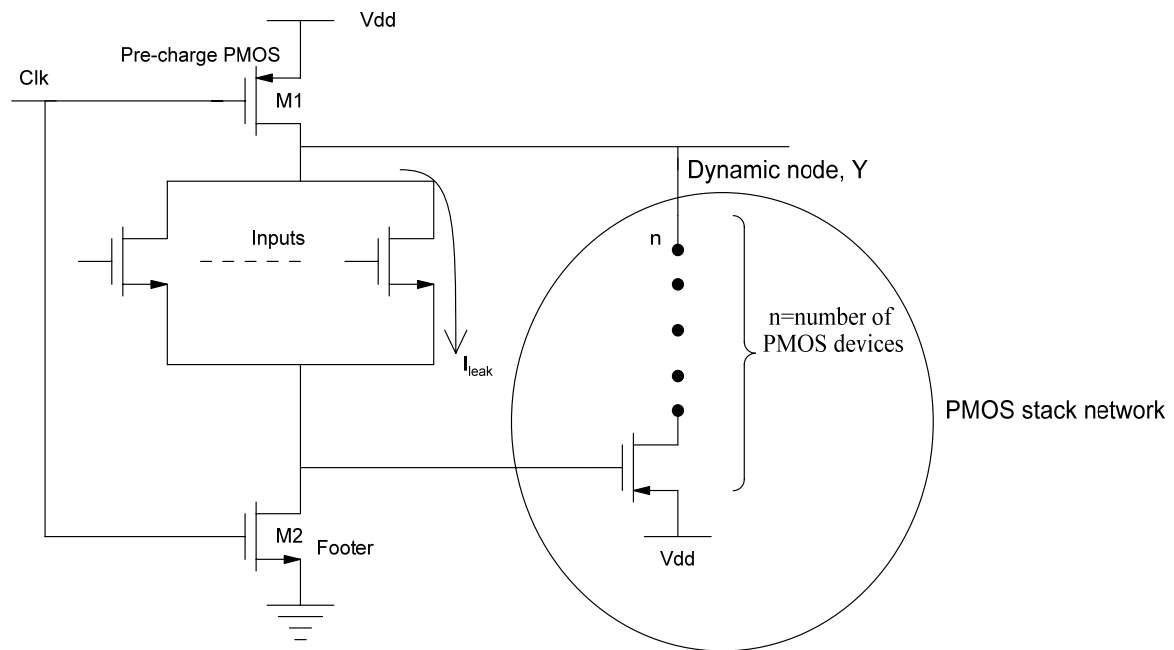 Vdd
Pre-charge PMOS
Clk
M1
Dynamic node, Y
n
Inputs
n=number of
PMOS devices
Ileak
PMOS stack network
M2
Footer
Vdd